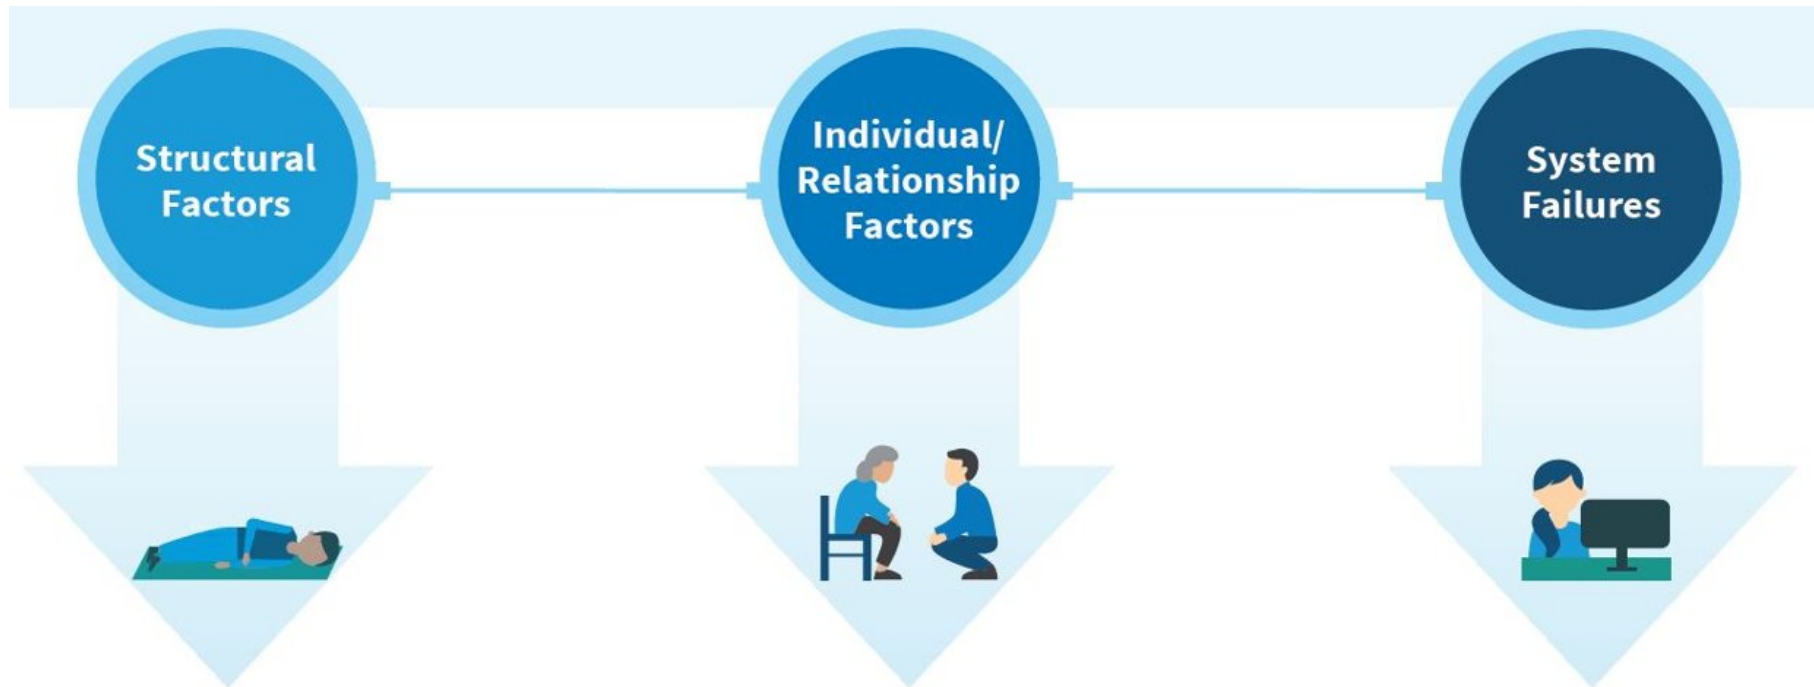 Structural
Factors
Individual/
Relationship
Factors
System
Failures